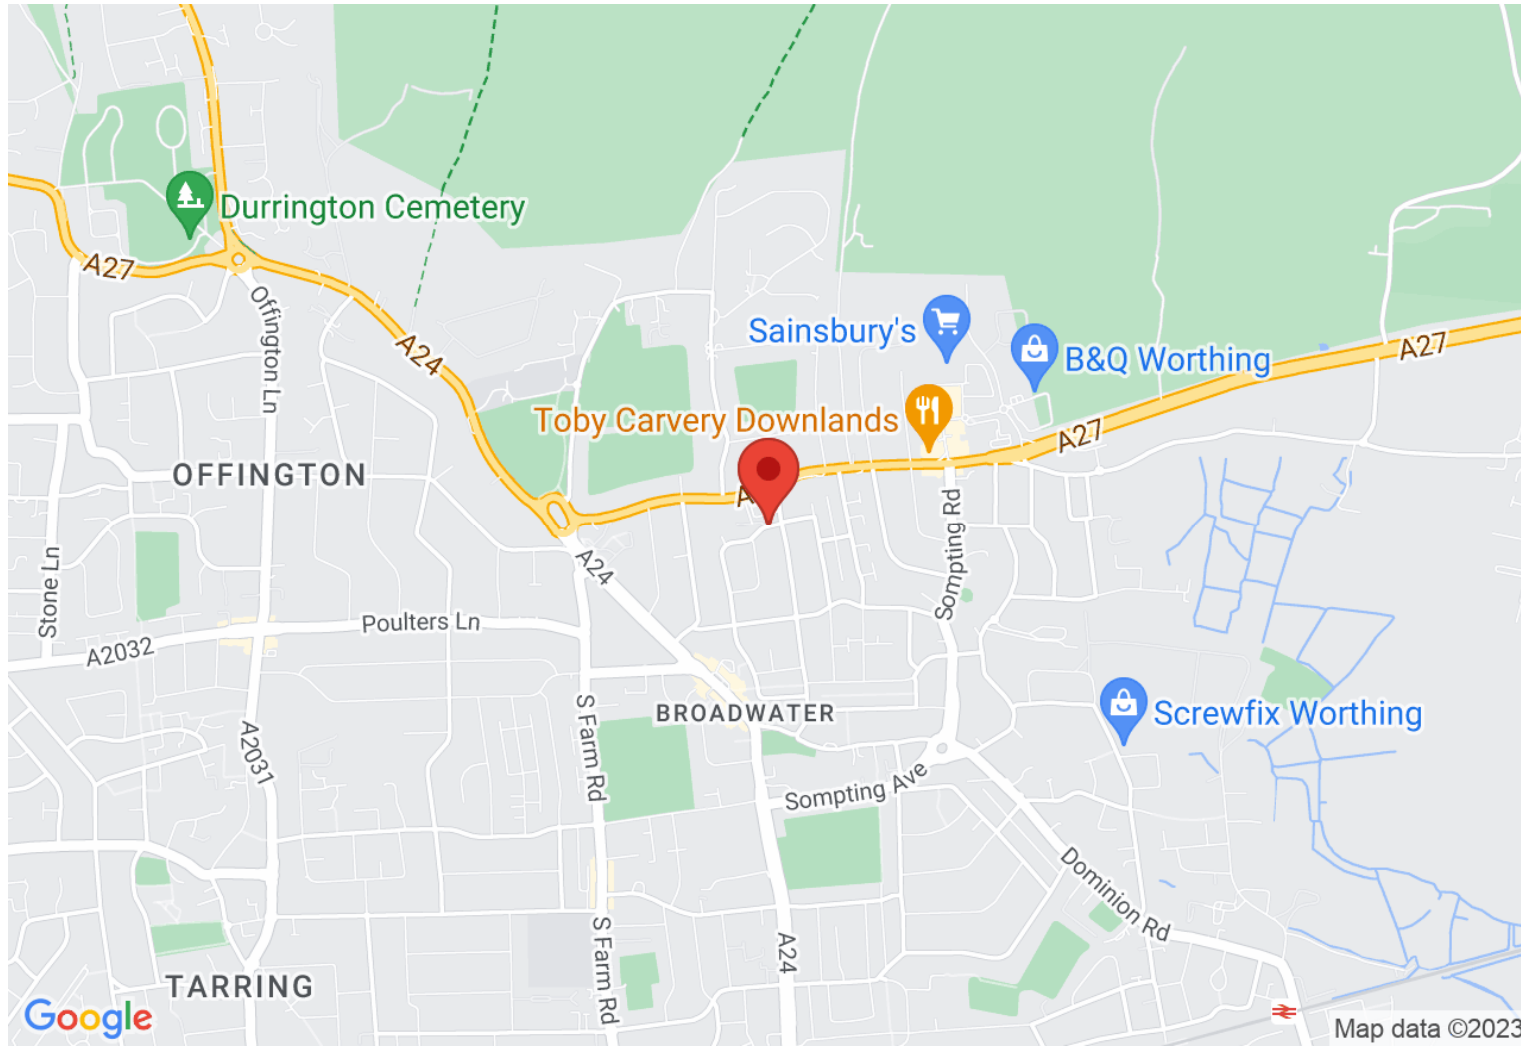 Durrington Cemetery
A27
Offington Ln
A24
Sainsbury's
B&Q Worthing
A27
Toby Carvery Downlands
A27
OFFINGTON
A
Sompting Rd
A24
Stone Ln
Poulters Ln
A2032
S Farm Rd
BROADWATER
Screwfix Worthing
A2031
Sompting Ave
Dominion Rd
S Farm Rd
A24
TARRING
Google
Map data ©2023